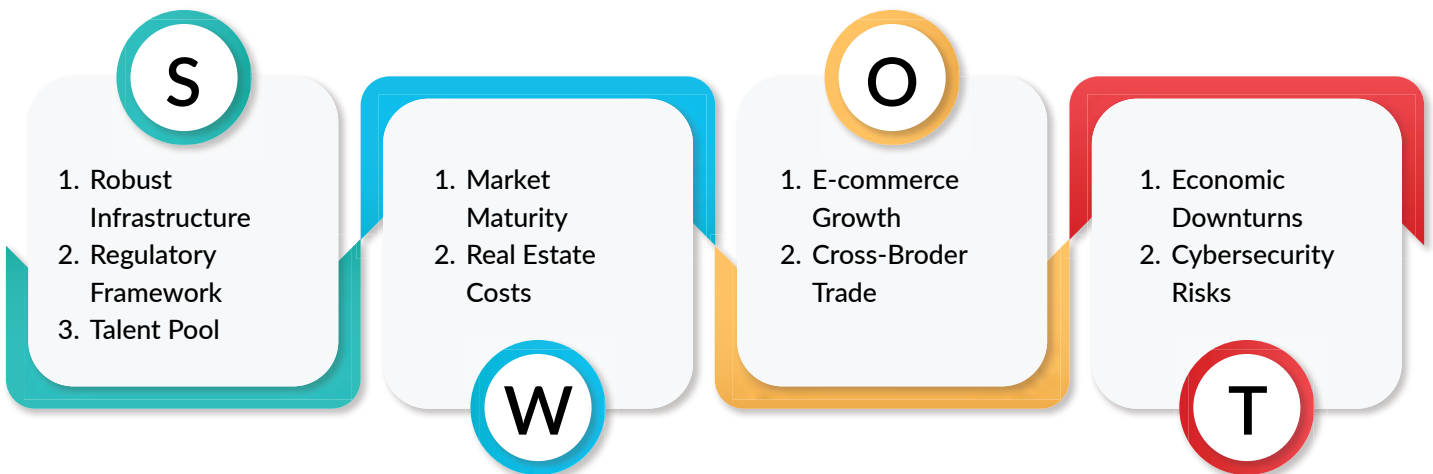 S
1. Robust
Infrastructure
2. Regulatory
Framework
3. Talent Pool
1. Market
Maturity
2. Real Estate
Costs
W
O
1. E-commerce
Growth
2. Cross-Broder
Trade
1. Economic
Downturns
2. Cybersecurity
Risks
T